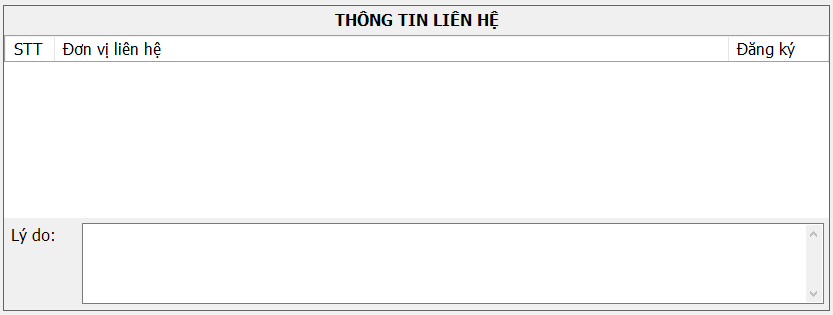 THÔNG TIN LIÊN HỆ
STT Đơn vị liên hệ Đăng ký
Lý do: